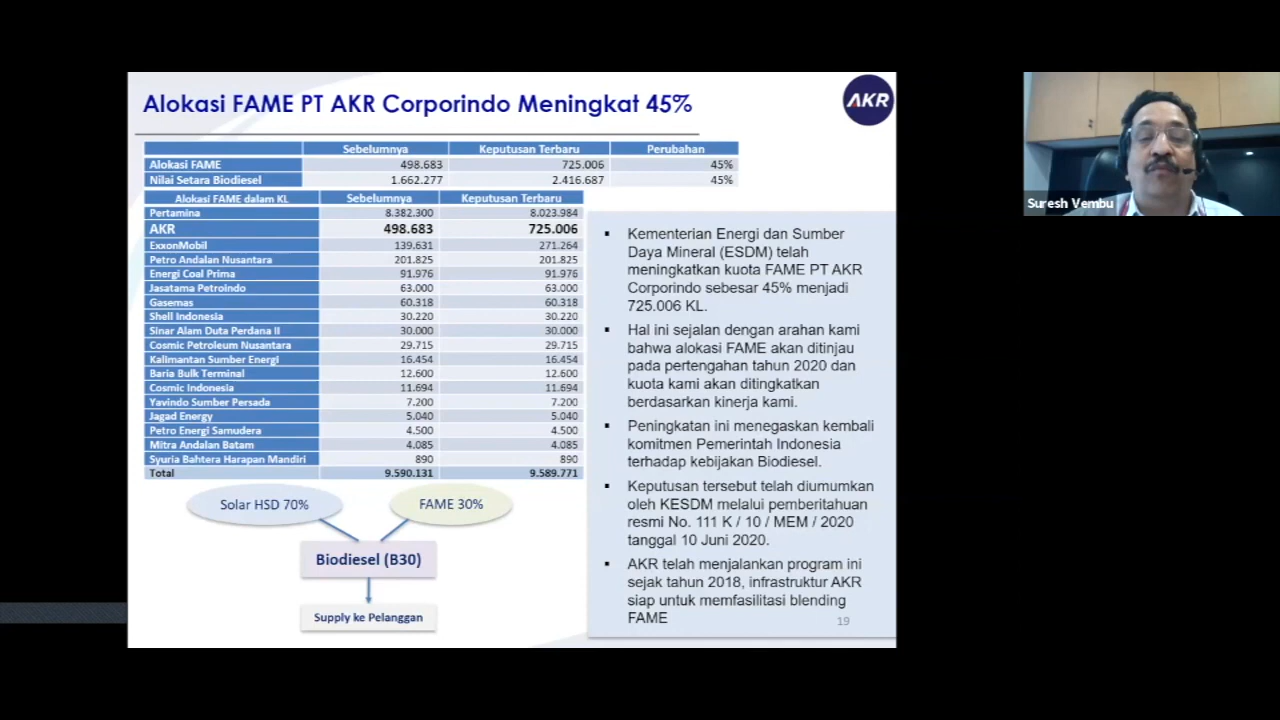 Alokasi FAME PT AKR Corporindo Meningkat 45%
AKR
Sebelumnya Keputusan Terbaru Perubahan
Alokasi FAME 498.683 725.006 45%
Nilai Setara Biodiesel 1.662.277 2.416.687 45%
Alokasi FAME dalam KL Sebelumnya Keputusan Terbaru
Pertamina 8.382.300 8.023.984
AKR 498.683 725.006
ExxonMobil 139.631 271.264
Petro Andalan Nusantara 201.825 201.825
Energi Coal Prima 91.976 91.976
Jasatama Petroindo 63.000 63.000
Gasemas 60.318 60.318
Shell Indonesia 30.220 30.220
Sinar Alam Duta Perdana II 30.000 30.000
Cosmic Petroleum Nusantara 29.715 29.715
Kalimantan Sumber Energi 16.454 16.454
Baria Bulk Terminal 12.600 12.600
Cosmic Indonesia 11.694 11.694
Yavindo Sumber Persada 7.200 7.200
Jagad Energy 5.040 5.040
Petro Energi Samudera 4.500 4.500
Mitra Andalan Batam 4.085 4.085
Syuria Bahtera Harapan Mandiri 890 890
Total 9.590.131 9.589.771
Solar HSD 70% FAME 30%
Biodiesel (B30)
Supply ke Pelanggan
▪ Kementerian Energi dan Sumber
Daya Mineral (ESDM) telah
meningkatkan kuota FAME PT AKR
Corporindo sebesar 45% menjadi
725.006 KL.
▪ Hal ini sejalan dengan arahan kami
bahwa alokasi FAME akan ditinjau
pada pertengahan tahun 2020 dan
kuota kami akan ditingkatkan
berdasarkan kinerja kami.
▪ Peningkatan ini menegaskan kembali
komitmen Pemerintah Indonesia
terhadap kebijakan Biodiesel.
▪ Keputusan tersebut telah diumumkan
oleh KESDM melalui pemberitahuan
resmi No. 111 K / 10 / MEM / 2020
tanggal 10 Juni 2020.
▪ AKR telah menjalankan program ini
sejak tahun 2018, infrastruktur AKR
siap untuk memfasilitasi blending
FAME
19
Suresh Vembu